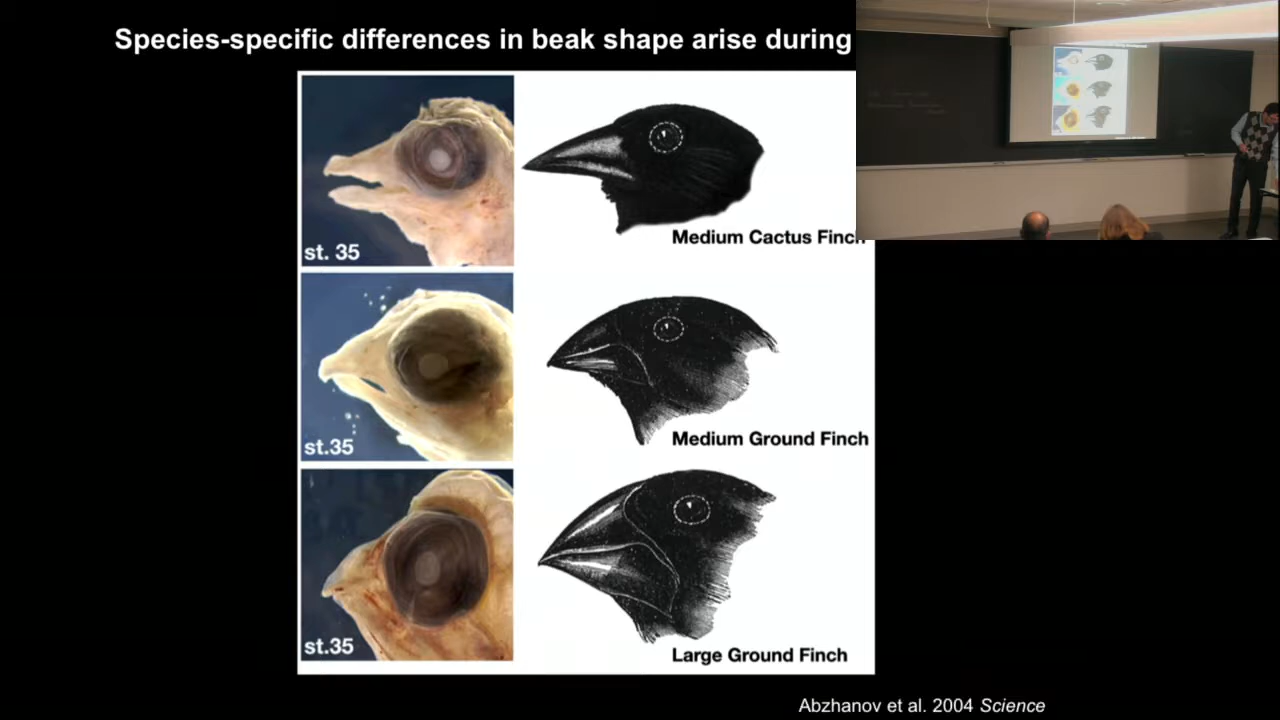 Species-specific differences in beak shape arise during
st. 35
Medium Cactus Finch
st.35
Medium Ground Finch
st.35
Large Ground Finch
Abzhanov et al. 2004 Science